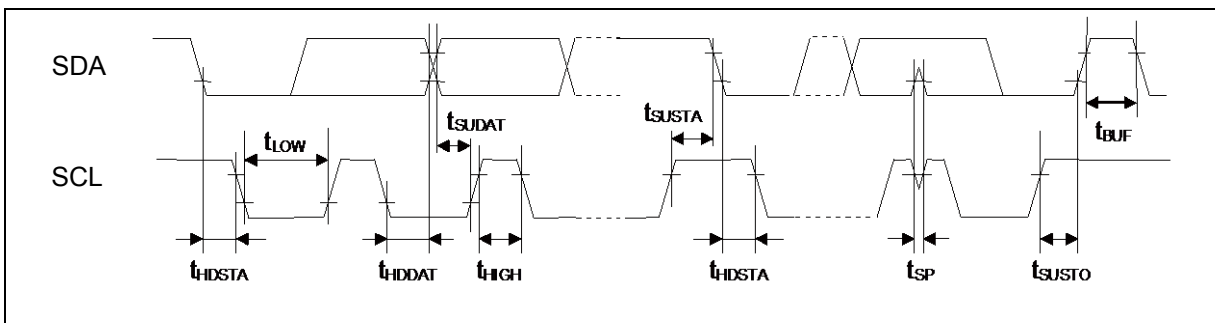 SDA
tSUSTA
tSUDAT
tBUF
tLOW
SCL
tHDSTA
tHDDAT
tHIGH
tHDSTA
tSP
tSUSTO